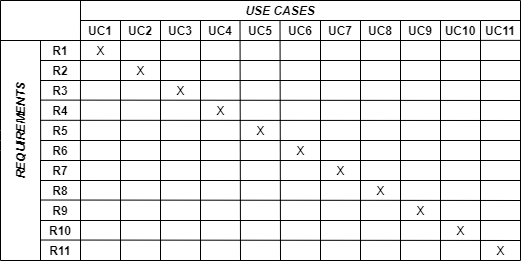 USE CASES
UC1 UC2 UC3 UC4 UC5 UC6 UC7 UC8 UC9 UC10 UC11
REQUIREMENTS
R1 X
R2 X
R3 X
R4 X
R5 X
R6 X
R7 X
R8 X
R9 X
R10 X
R11 X